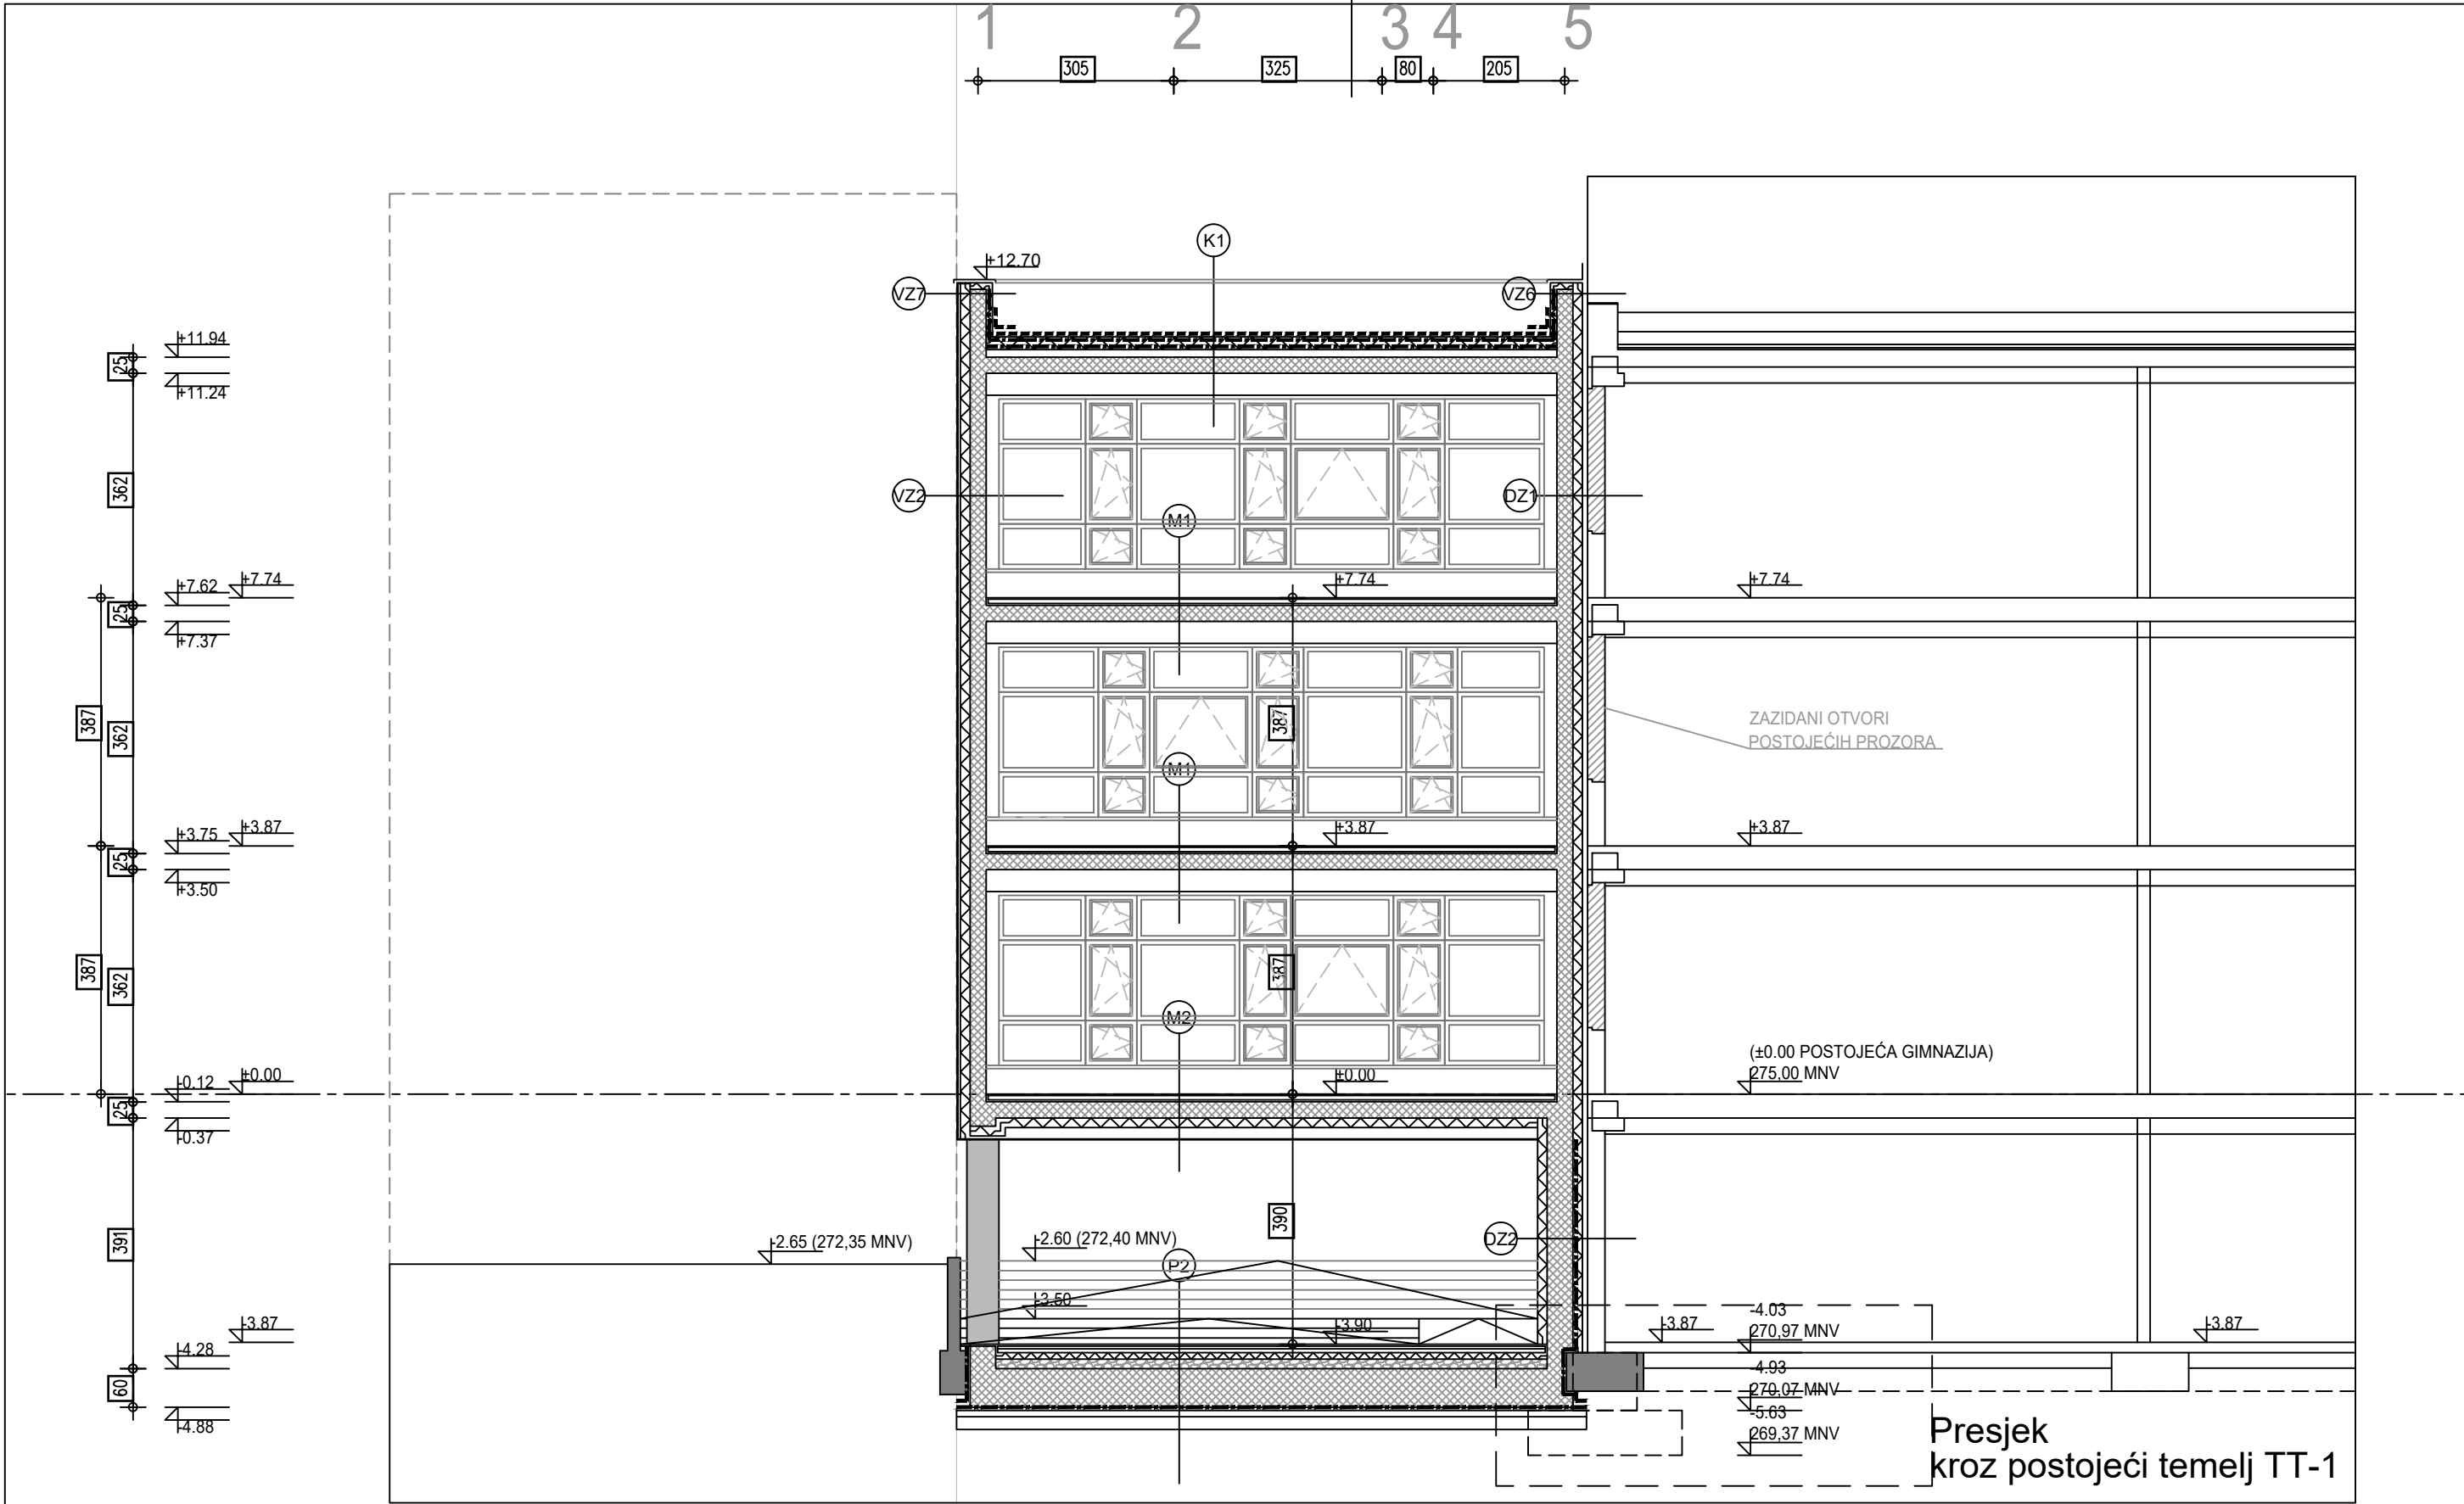 1 2 3 4 5
305 325 80 205
K1
+12.70
VZ7 VZ6
+11.94
25
+11.24
362
VZ2 DZ1
M1
+7.62 +7.74 +7.74 +7.74
25
+7.37
387 362 387
ZAZIDANI OTVORI
POSTOJEĆIH PROZORA
M1
+3.75 +3.87 +3.87 +3.87
25
+3.50
387 362 387
M2
(±0.00 POSTOJEĆA GIMNAZIJA)
275,00 MNV
-0.12 ±0.00 ±0.00
25
-0.37
391 390
-2.65 (272,35 MNV) -2.60 (272,40 MNV) DZ2
P2
-3.50
-4.03
-3.87 -3.90 -3.87 270,97 MNV -3.87
-4.28
-4.93
60 270,07 MNV
-5.63
-4.88 269,37 MNV
Presjek
kroz postojeći temelj TT-1